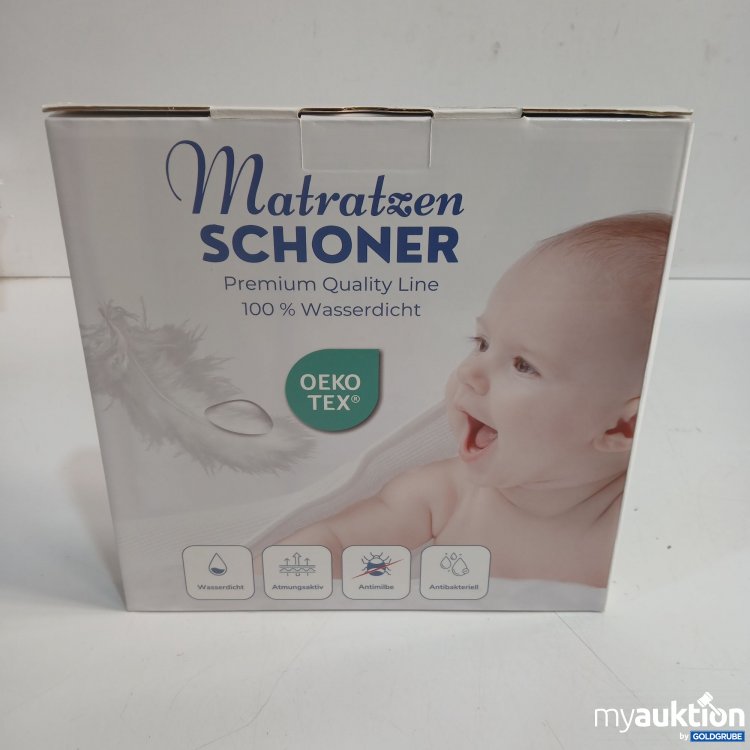 Matratzen
SCHONER
Premium Quality Line
100 % Wasserdicht
OEKO
TEX®
Wasserdicht
Atmungsaktiv
Antimilbe
Antibakteriell
myauktion
by GOLDGRUBE